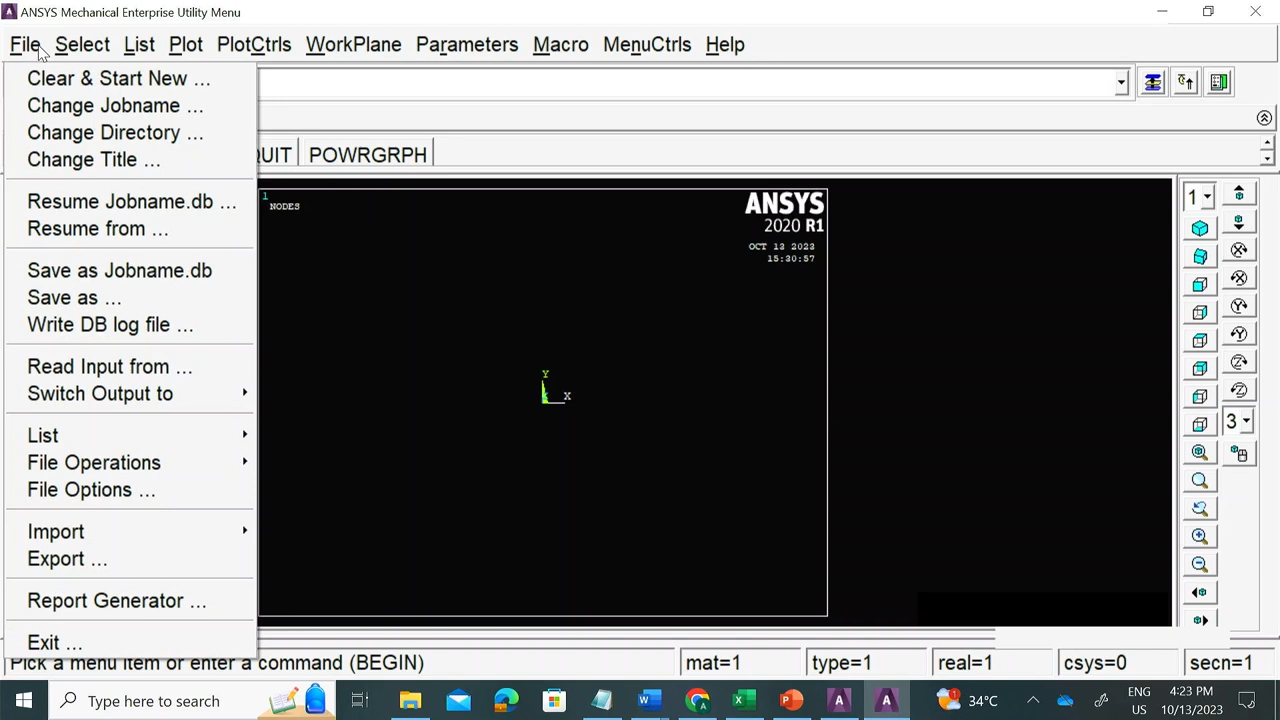 ANSYS Mechanical Enterprise Utility Menu
File Select List Plot PlotCtrls WorkPlane Parameters Macro MenuCtrls Help
Clear & Start New ...
Change Jobname ...
Change Directory ...
Change Title ...
QUIT POWRGRPH
Resume Jobname.db ...
Resume from ...
Save as Jobname.db
Save as ...
Write DB log file ...
Read Input from ...
Switch Output to
List
File Operations
File Options ...
Import
Export ...
Report Generator ...
Exit ...
1
NODES
ANSYS
2020 R1
OCT 13 2023
15:30:57
Y
X
1
3
Pick a menu item or enter a command (BEGIN)
mat=1
type=1
real=1
csys=0
secn=1
Type here to search
34°C
ENG
US
4:23 PM
10/13/2023